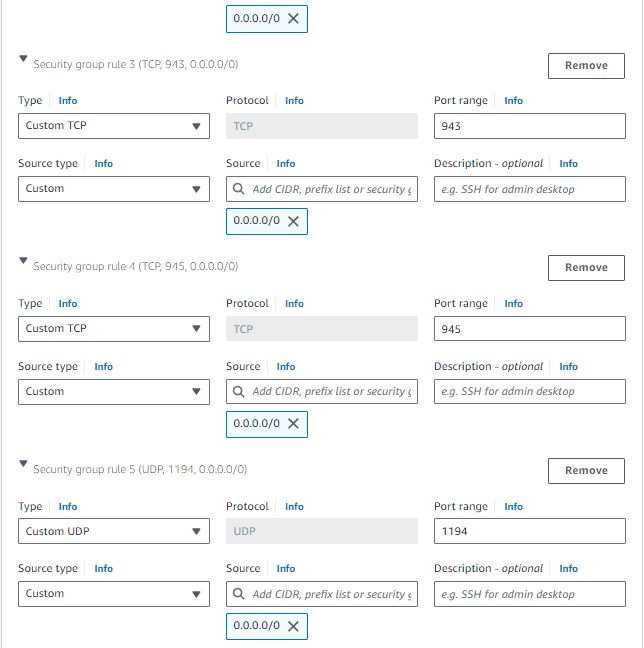 0.0.0.0/0
Security group rule 3 (TCP, 943, 0.0.0.0/0)
Remove
Type Info Protocol Info Port range Info
Custom TCP TCP 943
Source type Info Source Info Description - optional Info
Custom Add CIDR, prefix list or security g e.g. SSH for admin desktop
0.0.0.0/0
Security group rule 4 (TCP, 945, 0.0.0.0/0)
Remove
Type Info Protocol Info Port range Info
Custom TCP TCP 945
Source type Info Source Info Description - optional Info
Custom Add CIDR, prefix list or security g e.g. SSH for admin desktop
0.0.0.0/0
Security group rule 5 (UDP, 1194, 0.0.0.0/0)
Remove
Type Info Protocol Info Port range Info
Custom UDP UDP 1194
Source type Info Source Info Description - optional Info
Custom Add CIDR, prefix list or security g e.g. SSH for admin desktop
0.0.0.0/0